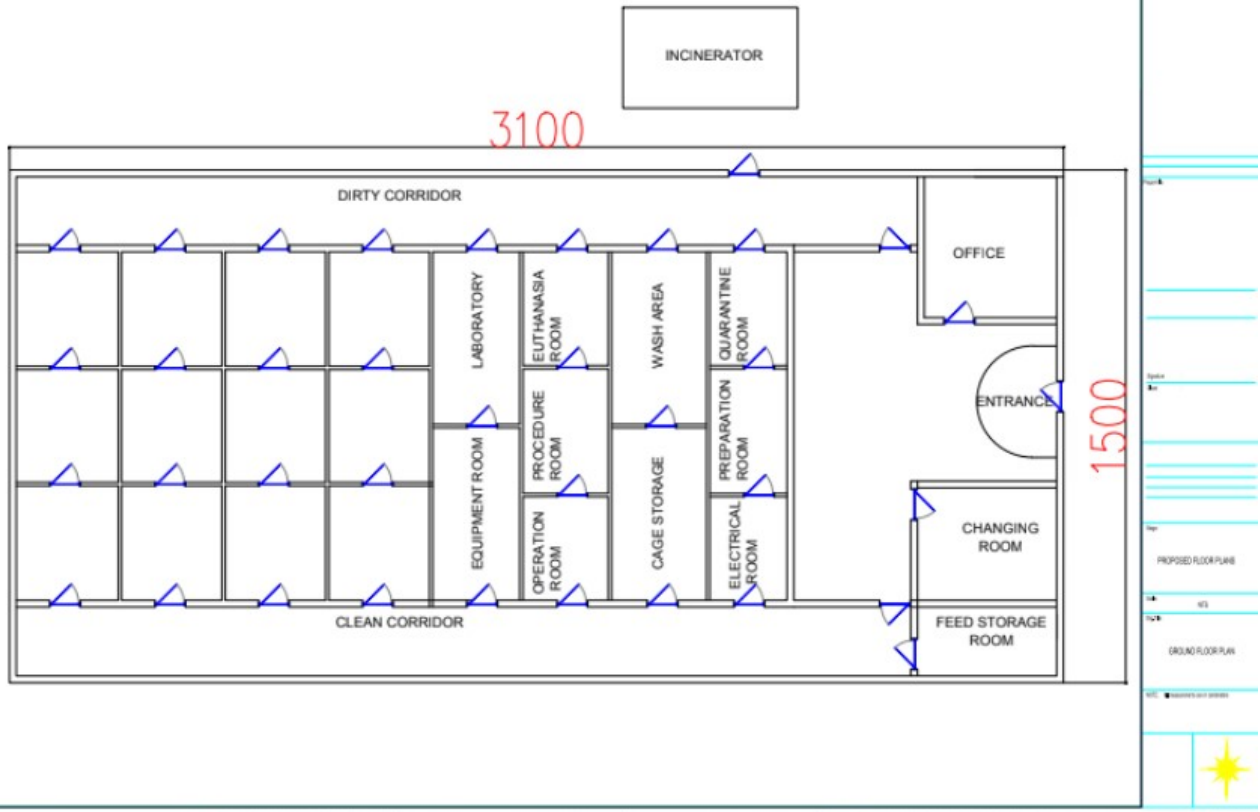 INCINERATOR
3100
DIRTY CORRIDOR
OFFICE
LABORATORY
EUTHANASIA
ROOM
WASH AREA
QUARANTINE
ROOM
ENTRANCE
1500
PROCEDURE
ROOM
PREPARATION
ROOM
EQUIPMENT ROOM
OPERATION
ROOM
CAGE STORAGE
ELECTRICAL
ROOM
CHANGING
ROOM
CLEAN CORRIDOR
FEED STORAGE
ROOM
PROPOSED FLOOR PLANS
NTS
GROUND FLOOR PLAN